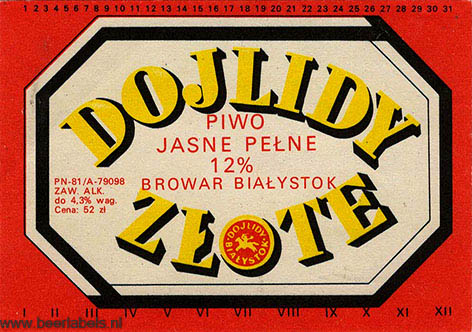 1 2 3 4 5 6 7 8 9 10 11 12 13 14 15 16 17 18 19 20 21 22 23 24 25 26 27 28 29 30 31
DOJLIDY
PIWO
JASNE PEŁNE
12%
BROWAR BIAŁYSTOK
PN-81/A-79098
ZAW. ALK.
do 4,3% wag.
Cena: 52 zł
ZŁOTE
DOJLIDY
BIAŁYSTOK
I II III IV V VI VII VIII IX X XI XII
www.beerlabels.nl